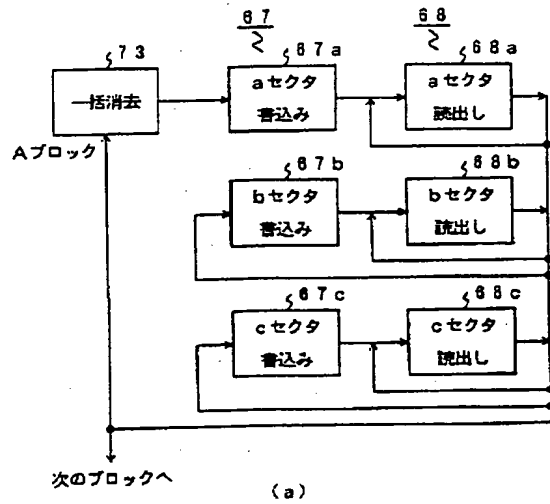 67
68
73
67a
68a
一括消去
aセクタ
書込み
aセクタ
読出し
Aブロック
67b
68b
bセクタ
書込み
bセクタ
読出し
67c
68c
cセクタ
書込み
cセクタ
読出し
次のブロックへ
(a)